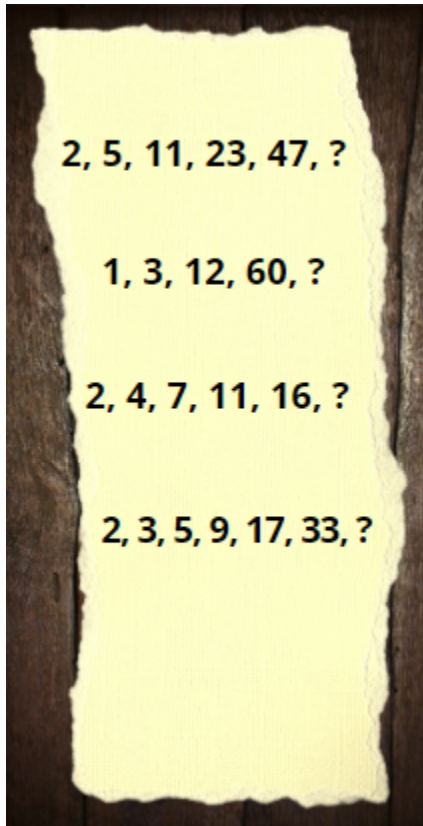 2, 5, 11, 23, 47, ?
1, 3, 12, 60, ?
2, 4, 7, 11, 16, ?
2, 3, 5, 9, 17, 33, ?